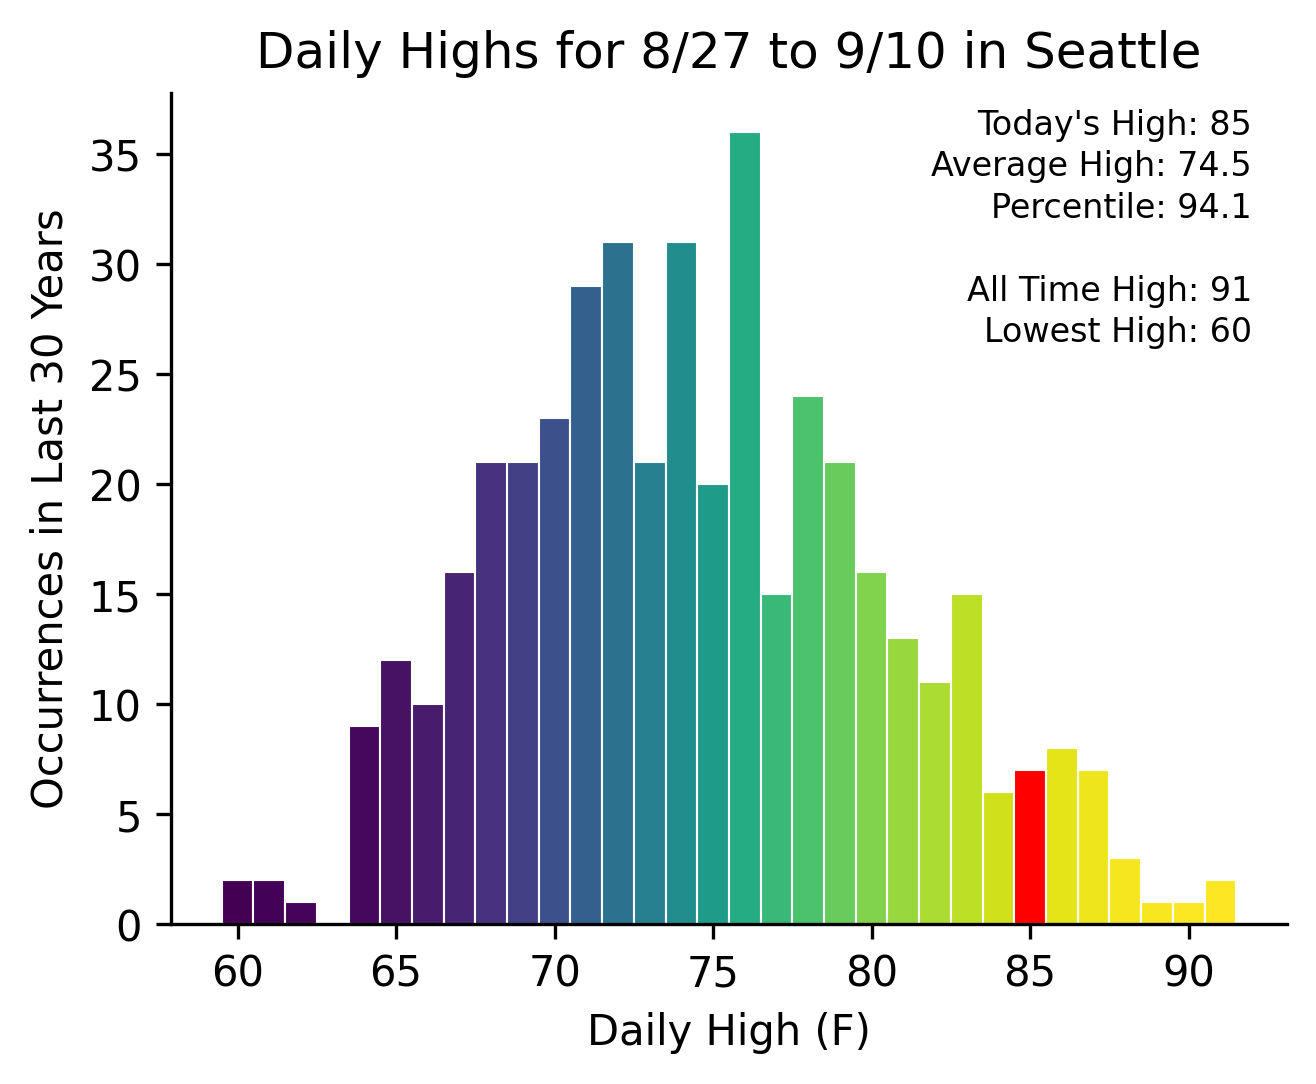 Daily Highs for 8/27 to 9/10 in Seattle
Today's High: 85
Average High: 74.5
Percentile: 94.1
All Time High: 91
Lowest High: 60
Occurrences in Last 30 Years
35
30
25
20
15
10
5
0
60 65 70 75 80 85 90
Daily High (F)